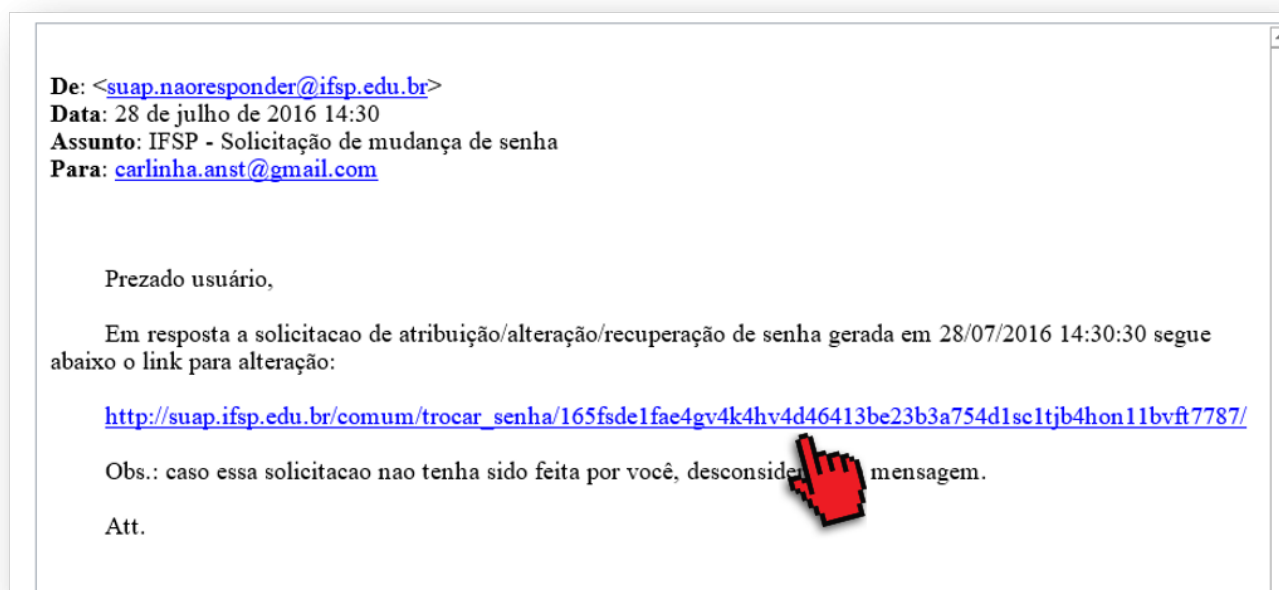 De: <suap.naoresponder@ifsp.edu.br>
Data: 28 de julho de 2016 14:30
Assunto: IFSP - Solicitação de mudança de senha
Para: carlinha.anst@gmail.com
Prezado usuário,
Em resposta a solicitacao de atribuição/alteração/recuperação de senha gerada em 28/07/2016 14:30:30 segue
abaixo o link para alteração:
http://suap.ifsp.edu.br/comum/trocar_senha/165fsde1fae4gv4k4hv4d46413be23b3a754d1sc1tjb4hon11bvft7787/
Obs.: caso essa solicitacao nao tenha sido feita por você, mensagem.
Att.